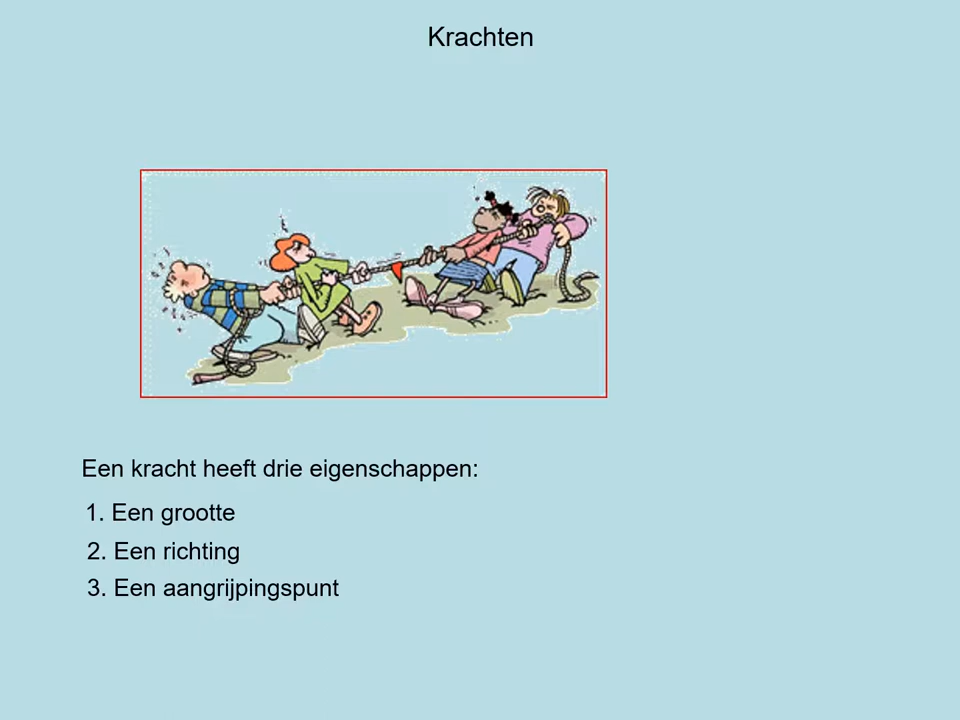 Krachten
Een kracht heeft drie eigenschappen:
1. Een grootte
2. Een richting
3. Een aangrijpingspunt